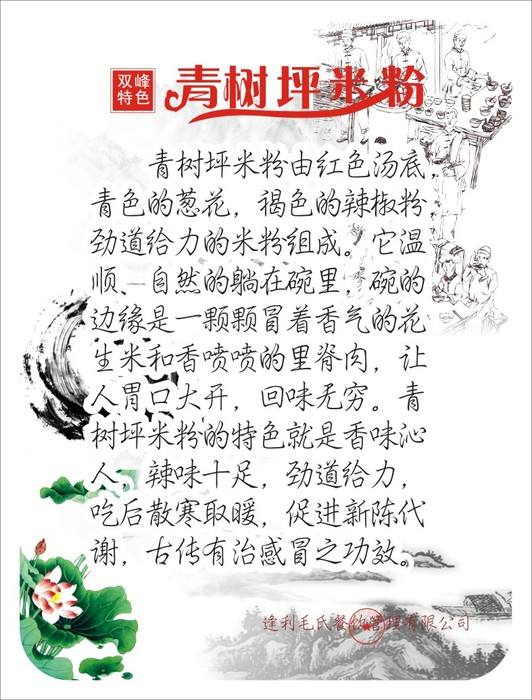 双峰
特色
青树坪米粉
青树坪米粉由红色汤底，
青色的葱花，褐色的辣椒粉
劲道给力的米粉组成。它温
顺、自然的躺在碗里，碗的
边缘是一颗颗冒着香气的花
生米和香喷喷的里脊肉，让
人胃口大开，回味无穷。青
树坪米粉的特色就是香味沁
人。辣味十足，劲道给力，
吃后散寒取暖，促进新陈代
谢，古传有治感冒之功效。
逢利毛氏餐饮管理有限公司